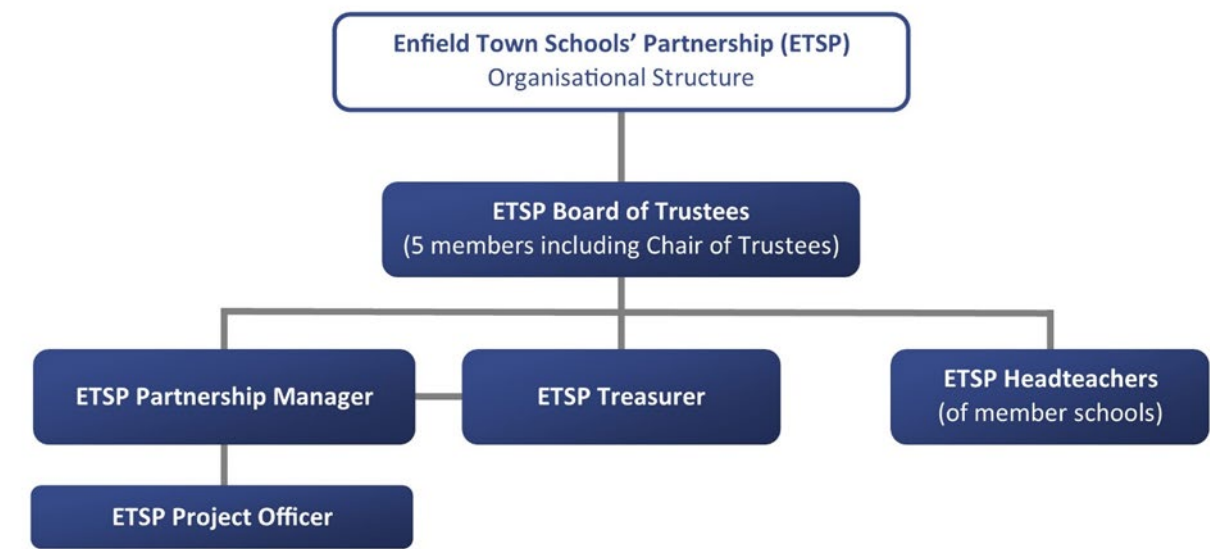 Enfield Town Schools’ Partnership (ETSP)
Organisational Structure
ETSP Board of Trustees
(5 members including Chair of Trustees)
ETSP Partnership Manager
ETSP Treasurer
ETSP Headteachers
(of member schools)
ETSP Project Officer